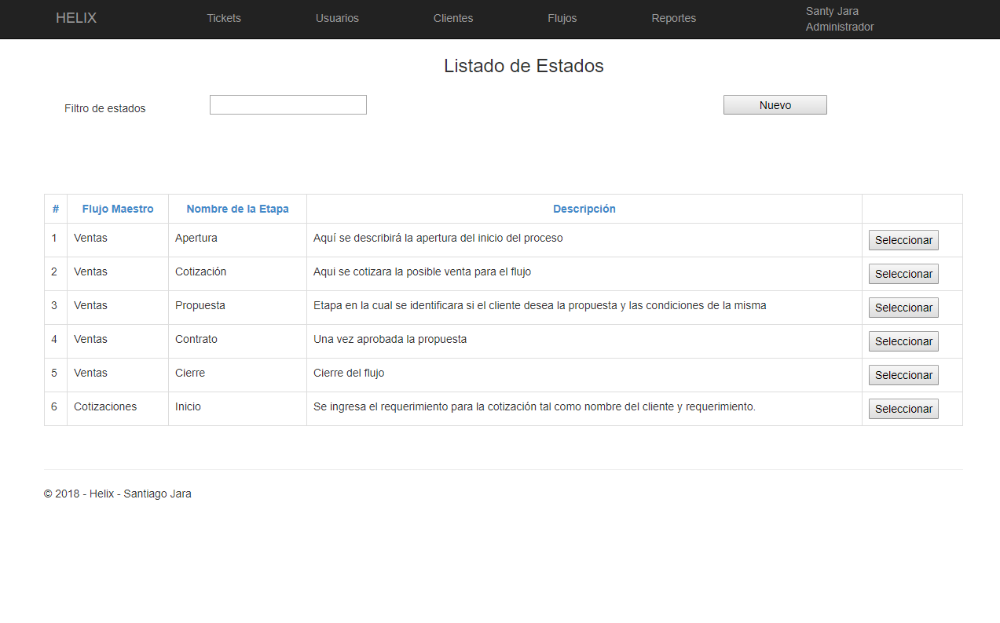 HELIX Tickets Usuarios Clientes Flujos Reportes Santy Jara
Administrador
Listado de Estados
Filtro de estados Nuevo
# Flujo Maestro Nombre de la Etapa Descripción
1 Ventas Apertura Aquí se describirá la apertura del inicio del proceso Seleccionar
2 Ventas Cotización Aqui se cotizara la posible venta para el flujo Seleccionar
3 Ventas Propuesta Etapa en la cual se identificara si el cliente desea la propuesta y las condiciones de la misma Seleccionar
4 Ventas Contrato Una vez aprobada la propuesta Seleccionar
5 Ventas Cierre Cierre del flujo Seleccionar
6 Cotizaciones Inicio Se ingresa el requerimiento para la cotización tal como nombre del cliente y requerimiento. Seleccionar
© 2018 - Helix - Santiago Jara